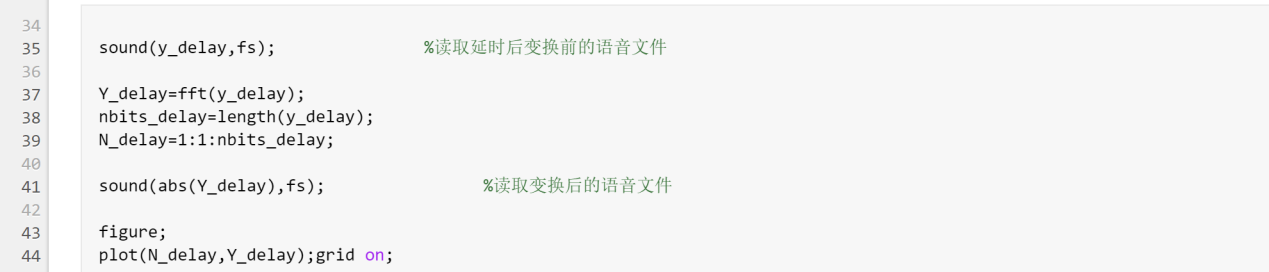 34
35 sound(y_delay,fs); %读取延时后变换前的语音文件
36
37 Y_delay=fft(y_delay);
38 nbits_delay=length(y_delay);
39 N_delay=1:1:nbits_delay;
40
41 sound(abs(Y_delay),fs); %读取变换后的语音文件
42
43 figure;
44 plot(N_delay,Y_delay);grid on;